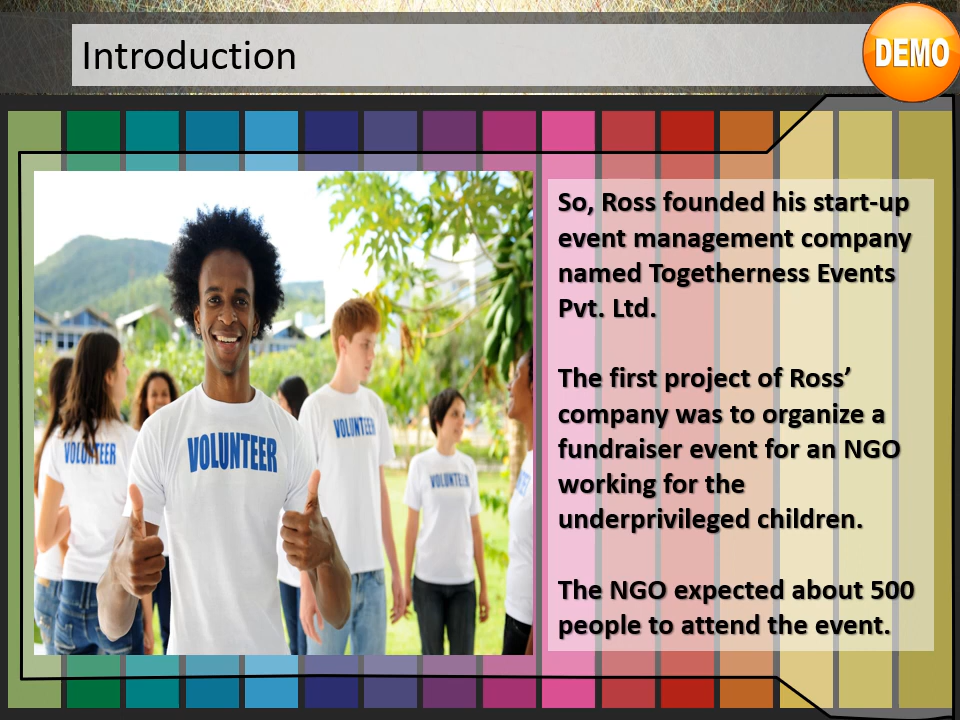 Introduction
DEMO
So, Ross founded his start-up
event management company
named Togetherness Events
Pvt. Ltd.
The first project of Ross’
company was to organize a
fundraiser event for an NGO
working for the
underprivileged children.
The NGO expected about 500
people to attend the event.
VOLUNTEER
VOLUNTEER
VOLUNTEER
VOLUNTEER